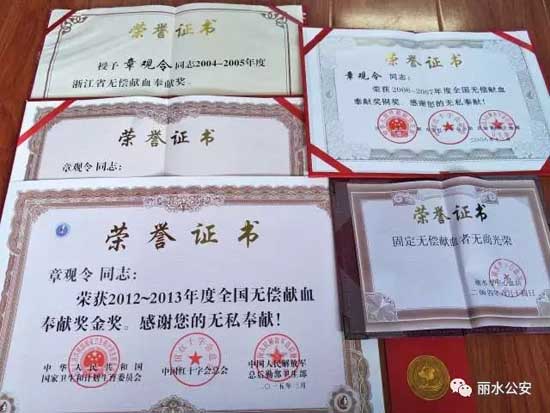 荣誉证书
授予章观令同志2004-2005年度
浙江省无偿献血奉献奖。
荣誉证书
章观令同志:
荣获2006-2007年度全国无偿献血
奉献奖铜奖。感谢您的无私奉献!
荣誉证书
章观令同志:
荣誉证书
固定无偿献血者无尚光荣
荣誉证书
章观令同志:
荣获2012~2013年度全国无偿献血
奉献奖金奖。感谢您的无私奉献!
中华人民共和国
国家卫生和计划生育委员会
中国红十字会总会
中国人民解放军
总后勤部卫生部
二〇一五年三月
丽水公安